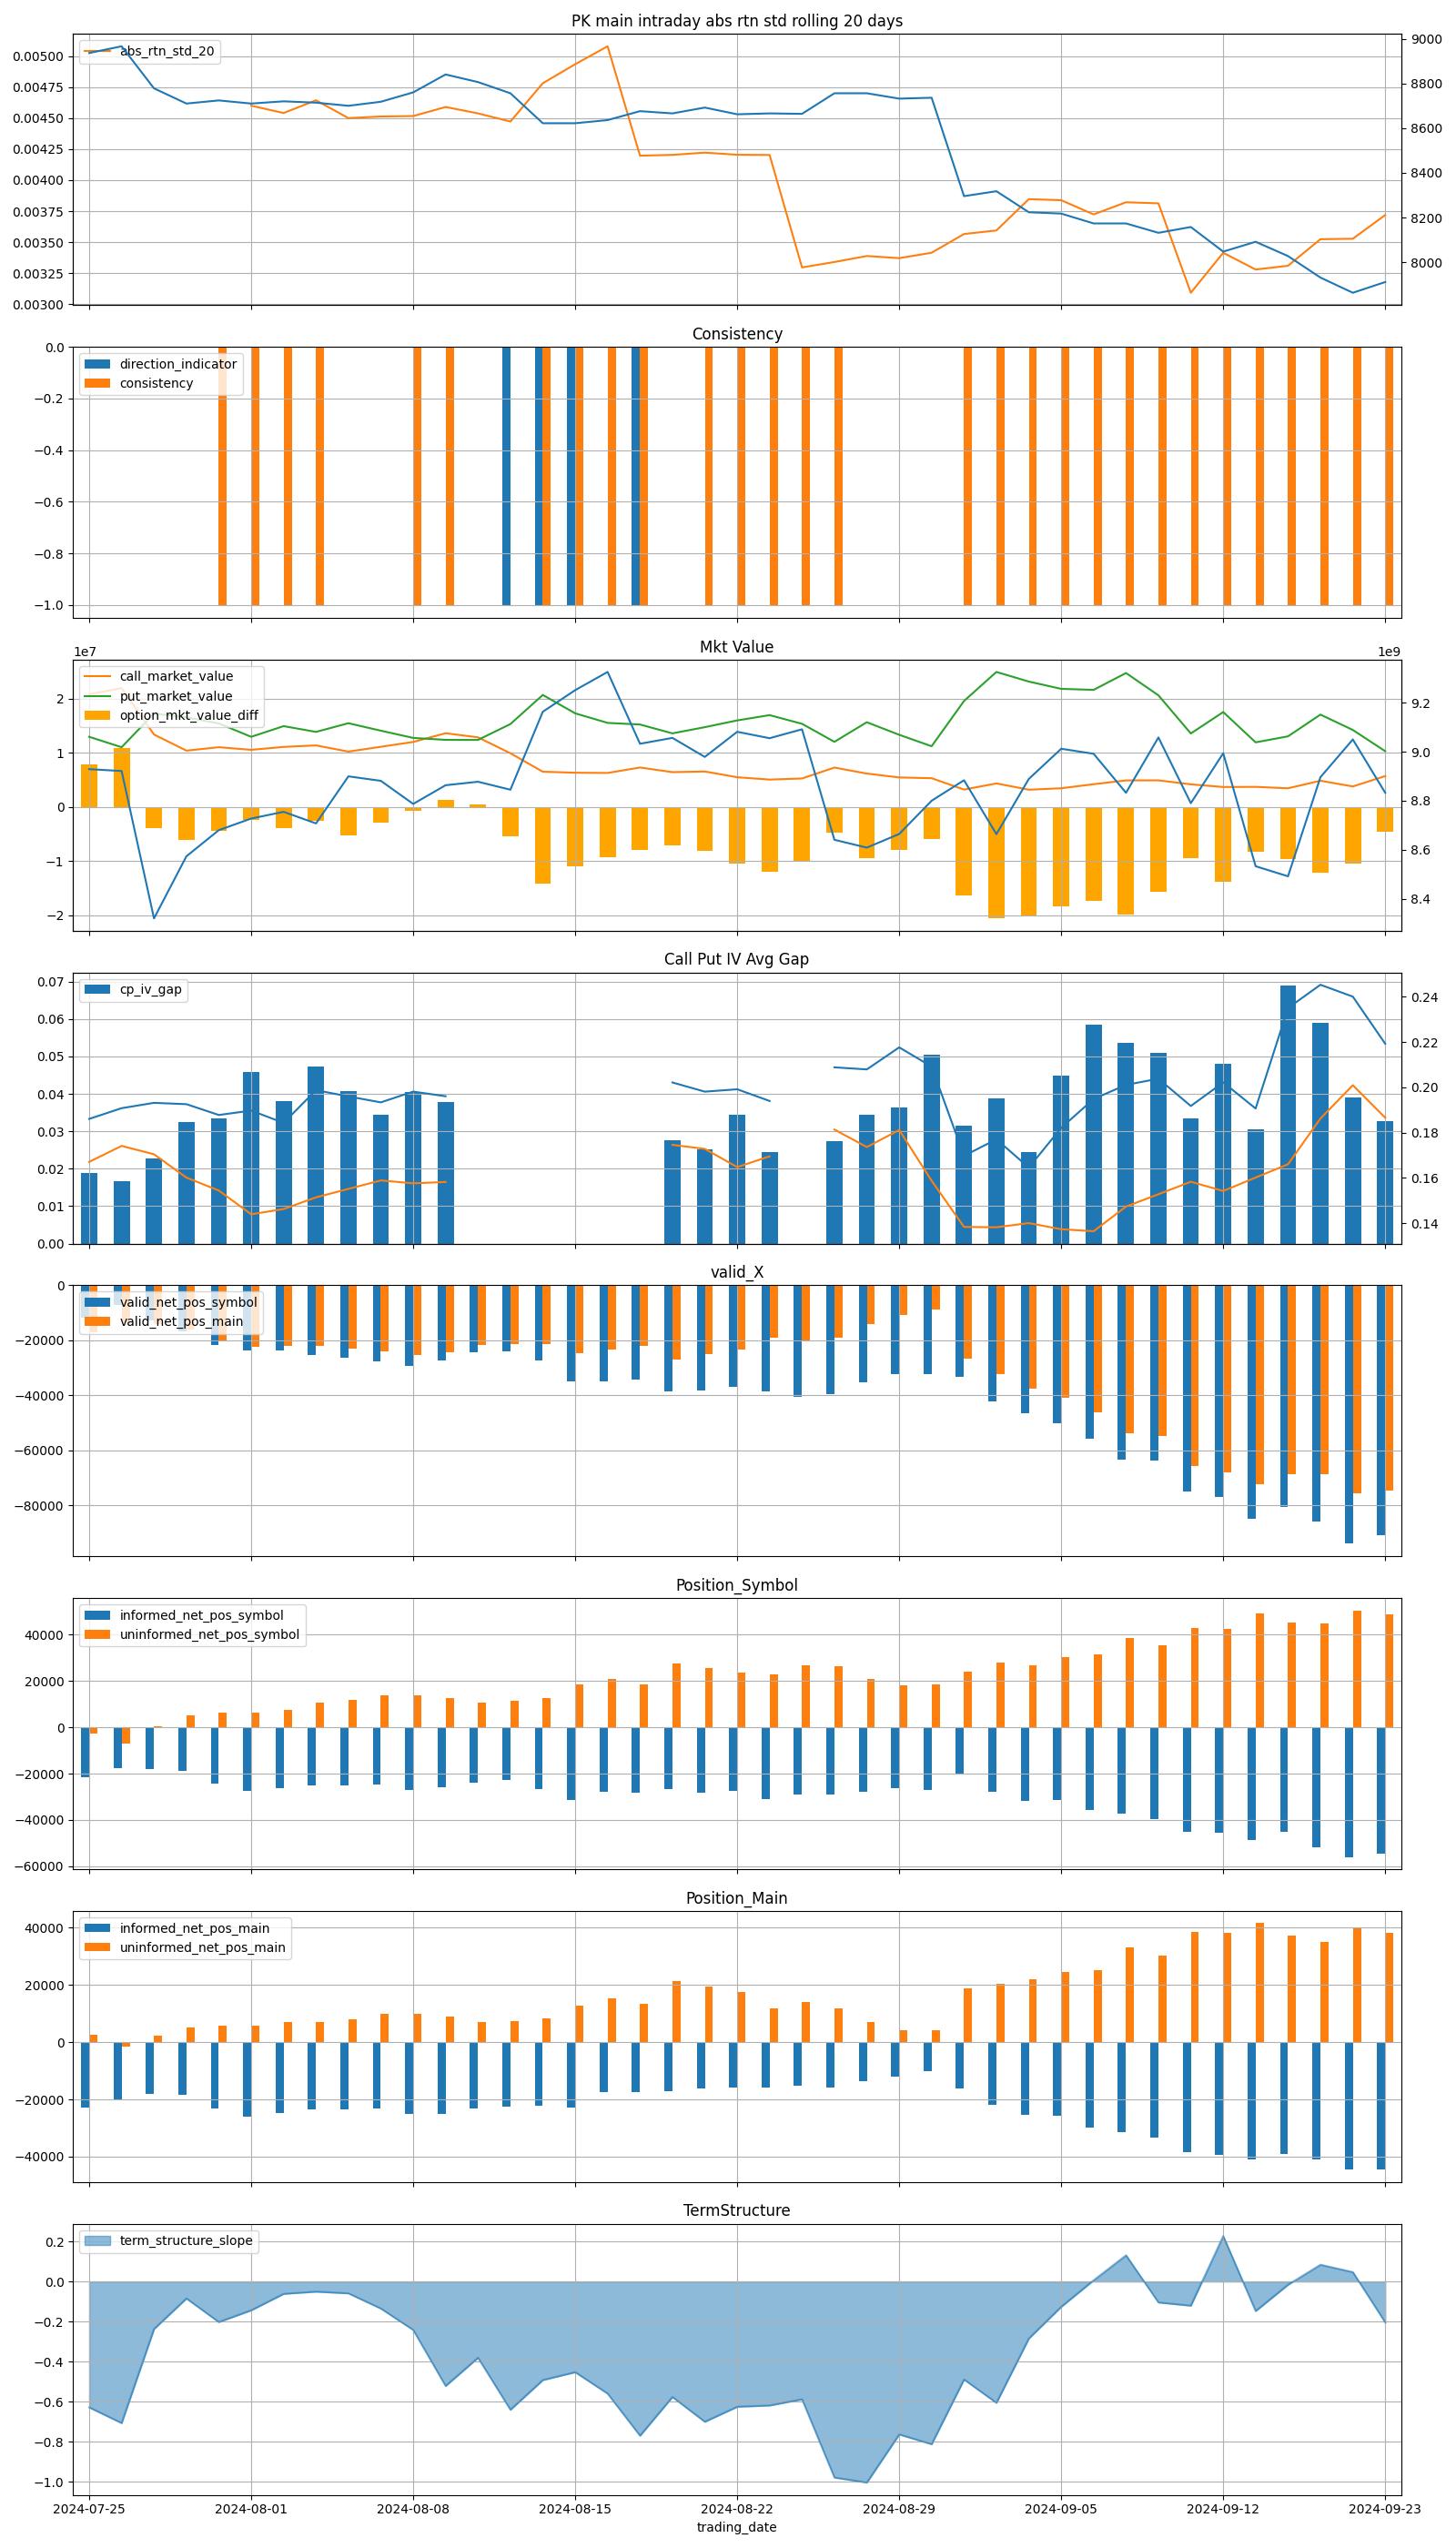 PK main intraday abs rtn std rolling 20 days
abs_rtn_std_20
0.00500
0.00475
0.00450
0.00425
0.00400
0.00375
0.00350
0.00325
0.00300
9000
8800
8600
8400
8200
8000
Consistency
direction_indicator
consistency
0.0
−0.2
−0.4
−0.6
−0.8
−1.0
Mkt Value
1e7
1e9
call_market_value
put_market_value
option_mkt_value_diff
2
1
0
−1
−2
9.2
9.0
8.8
8.6
8.4
Call Put IV Avg Gap
cp_iv_gap
0.07
0.06
0.05
0.04
0.03
0.02
0.01
0.00
0.24
0.22
0.20
0.18
0.16
0.14
valid_X
valid_net_pos_symbol
valid_net_pos_main
0
−20000
−40000
−60000
−80000
Position_Symbol
informed_net_pos_symbol
uninformed_net_pos_symbol
40000
20000
0
−20000
−40000
−60000
Position_Main
informed_net_pos_main
uninformed_net_pos_main
40000
20000
0
−20000
−40000
TermStructure
term_structure_slope
0.2
0.0
−0.2
−0.4
−0.6
−0.8
−1.0
2024-07-25 2024-08-01 2024-08-08 2024-08-15 2024-08-22 2024-08-29 2024-09-05 2024-09-12 2024-09-23
trading_date